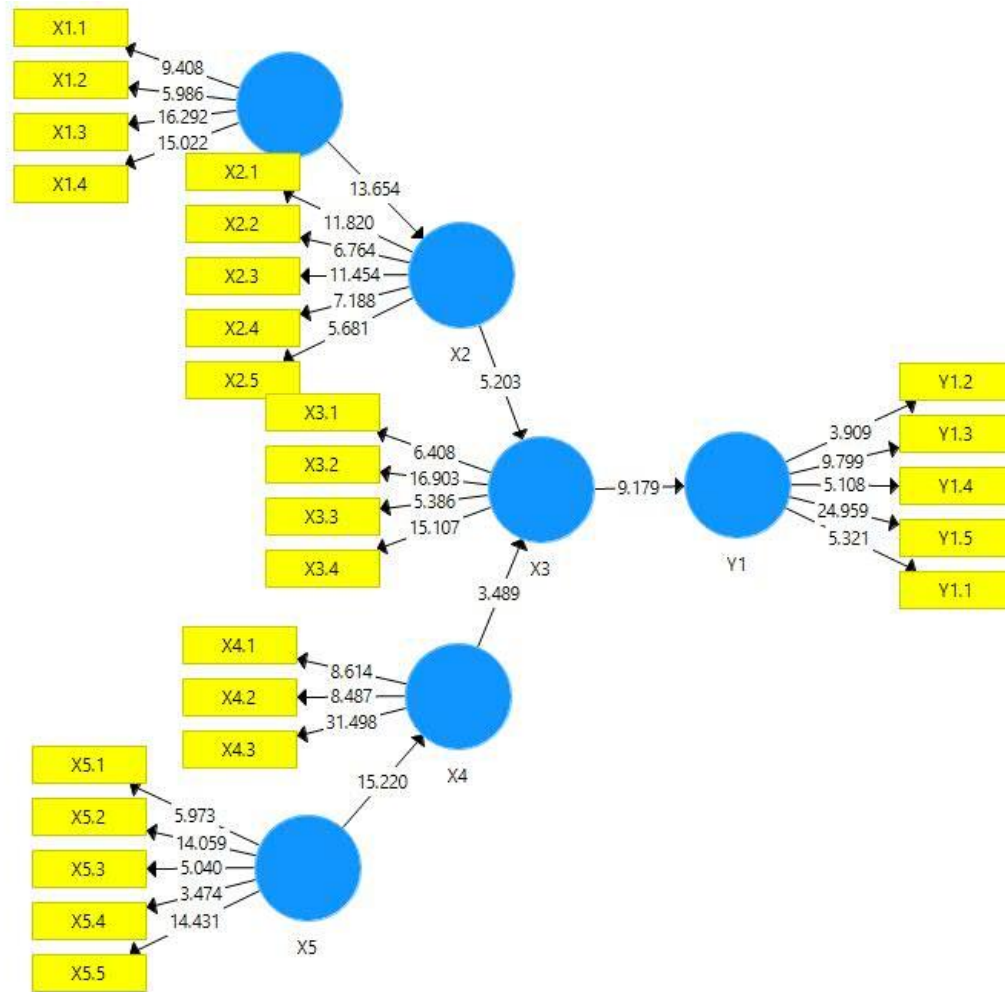 X1.1
9.408
X1.2
5.986
X1.3
16.292
X1.4
15.022
13.654
X2.1
11.820
X2.2
6.764
X2.3
11.454
X2.4
7.188
X2.5
5.681
X2
5.203
X3.1
6.408
X3.2
16.903
X3.3
5.386
X3.4
15.107
X3
9.179
Y1.2
3.909
Y1.3
9.799
Y1.4
5.108
Y1.5
24.959
Y1.1
5.321
Y1
3.489
X4.1
8.614
X4.2
8.487
X4.3
31.498
X4
15.220
X5.1
5.973
X5.2
14.059
X5.3
5.040
X5.4
3.474
X5.5
14.431
X5